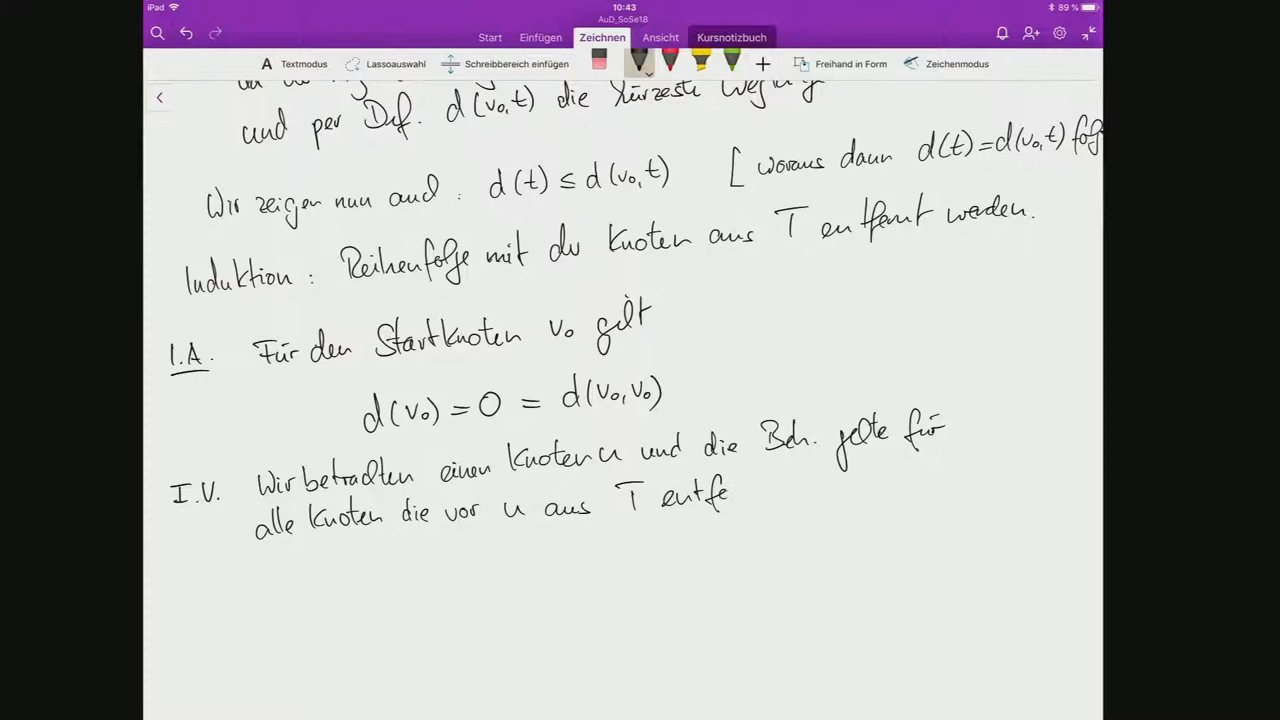 iPad
10:43
89 %
AuD_SoSe18
Start Einfügen Zeichnen Ansicht Kursnotizbuch
Textmodus Lassoauswahl Schreibbereich einfügen Freihand in Form Zeichenmodus
und per Def. d(v₀,t) die kürzeste
Wir zeigen nun auch : d(t) ≤ d(v₀,t) [ woraus dann d(t)=d(v₀,t) folg
Induktion : Reihenfolge mit der Knoten aus T entfernt werden.
I.A. Für den Startknoten v₀ gilt
d(v₀) = 0 = d(v₀,v₀)
I.V. Wir betrachten einen Knoten u und die Beh. gelte für
alle Knoten die vor u aus T entfe